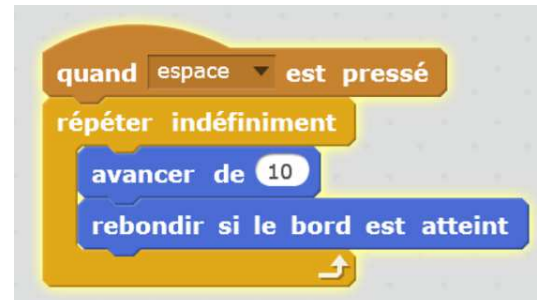 quand espace est pressé
répéter indéfiniment
avancer de 10
rebondir si le bord est atteint